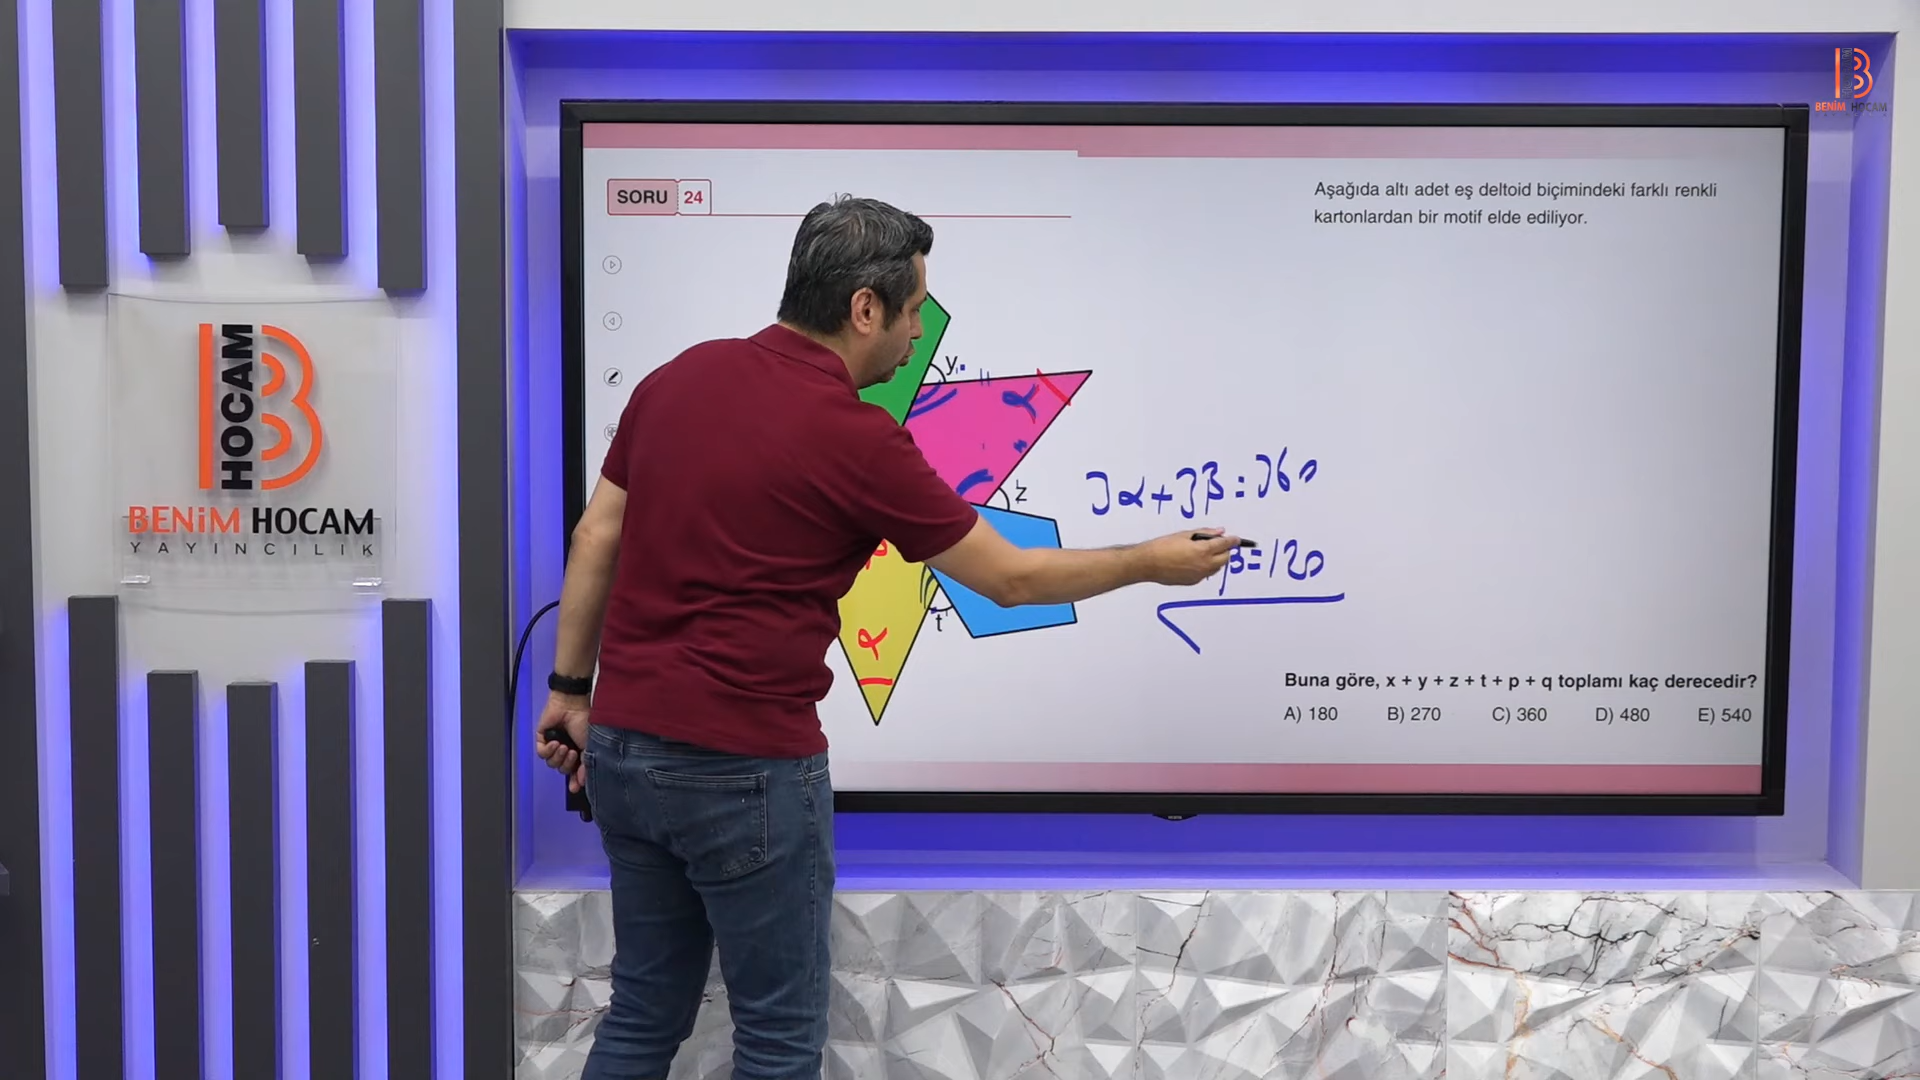 B
HOCAM
BENİM HOCAM
YAYINCILIK
SORU 24
Aşağıda altı adet eş deltoid biçimindeki farklı renkli
kartonlardan bir motif elde ediliyor.
y
α
z
3α+3β=360
β=120
t
α
Buna göre, x + y + z + t + p + q toplamı kaç derecedir?
A) 180 B) 270 C) 360 D) 480 E) 540
BENİM HOCAM